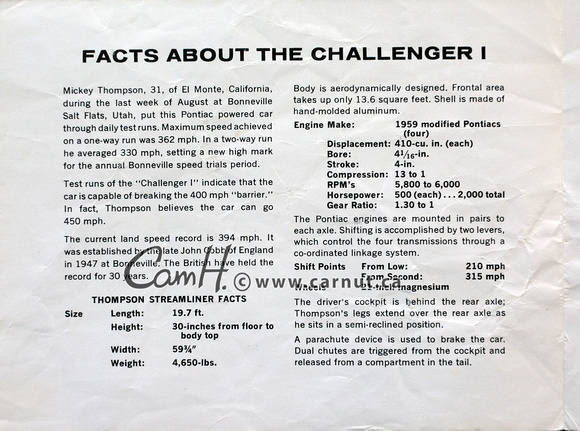 FACTS ABOUT THE CHALLENGER I
Mickey Thompson, 31, of El Monte, California,
during the last week of August at Bonneville
Salt Flats, Utah, put this Pontiac powered car
through daily test runs. Maximum speed achieved
on a one-way run was 362 mph. In a two-way run
he averaged 330 mph, setting a new high mark
for the annual Bonneville speed trials period.
Test runs of the "Challenger I" indicate that the
car is capable of breaking the 400 mph "barrier."
In fact, Thompson believes the car can go
450 mph.
The current land speed record is 394 mph. It
was established by the late John Cobb of England
in 1947 at Bonneville. The British have held the
record for 30 years.
THOMPSON STREAMLINER FACTS
Size Length: 19.7 ft.
Height: 30-inches from floor to
body top
Width: 59¾"
Weight: 4,650-lbs.
Body is aerodynamically designed. Frontal area
takes up only 13.6 square feet. Shell is made of
hand-molded aluminum.
Engine Make: 1959 modified Pontiacs
(four)
Displacement: 410-cu. in. (each)
Bore: 4 1/16-in.
Stroke: 4-in.
Compression: 13 to 1
RPM's 5,800 to 6,000
Horsepower: 500 (each) . . . 2,000 total
Gear Ratio: 1.30 to 1
The Pontiac engines are mounted in pairs to
each axle. Shifting is accomplished by two levers,
which control the four transmissions through a
co-ordinated linkage system.
Shift Points From Low: 210 mph
From Second: 315 mph
Wheels magnesium
The driver's cockpit is behind the rear axle;
Thompson's legs extend over the rear axle as
he sits in a semi-reclined position.
A parachute device is used to brake the car.
Dual chutes are triggered from the cockpit and
released from a compartment in the tail.
CamH. © www.carnut.ca